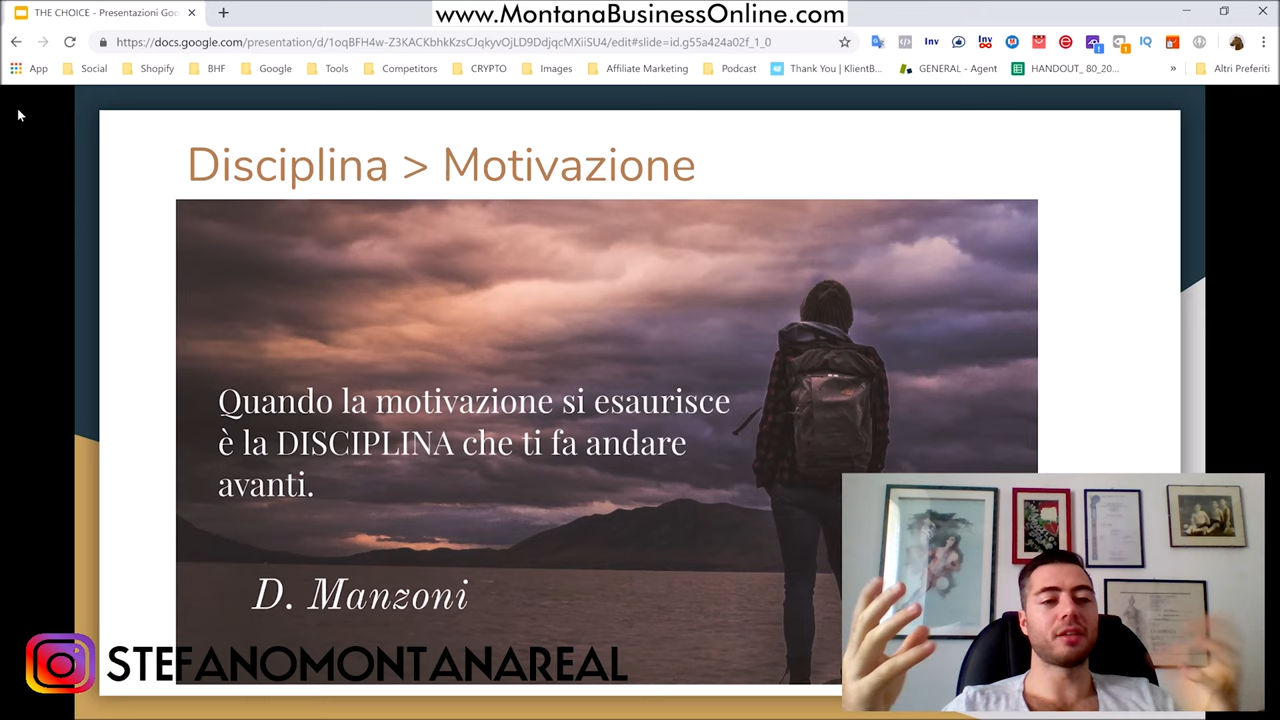 THE CHOICE - Presentazioni Goo
www.MontanaBusinessOnline.com
https://docs.google.com/presentation/d/1oqBFH4w-Z3KACKbhkKzsCJqkyvOjLD9DdjqcMXiiSU4/edit#slide=id.g55a424a02f_1_0
App Social Shopify BHF Google Tools Competitors CRYPTO Images Affiliate Marketing Podcast Thank You | KlientB... GENERAL - Agent HANDOUT_ 80_20... » Altri Preferiti
Disciplina > Motivazione
Quando la motivazione si esaurisce
è la DISCIPLINA che ti fa andare
avanti.
D. Manzoni
STEFANOMONTANAREAL